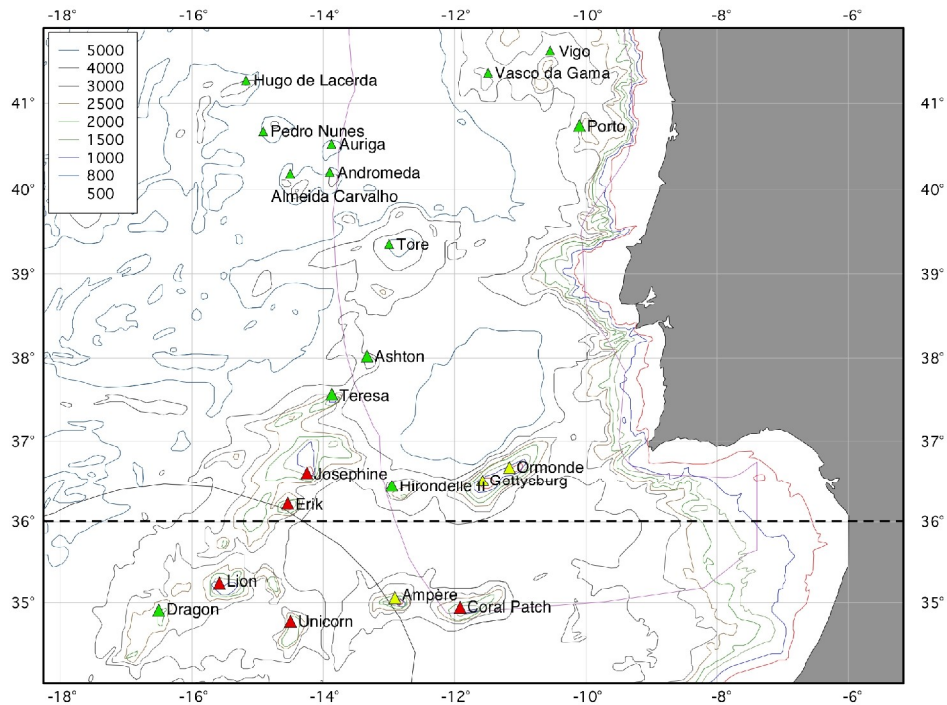 -18° -16° -14° -12° -10° -8° -6°
5000
4000
3000
2500
2000
1500
1000
800
500
Vigo
Vasco da Gama
Hugo de Lacerda
41° 41°
Porto
Pedro Nunes
Auriga
Andromeda
40° 40°
Almeida Carvalho
Tore
39° 39°
38° 38°
Ashton
Teresa
37° 37°
Ormonde
Josephine
Gettysburg
Hirondelle II
Erik
36° 36°
Lion
Ampère
35° 35°
Coral Patch
Dragon
Unicorn
-18° -16° -14° -12° -10° -8° -6°